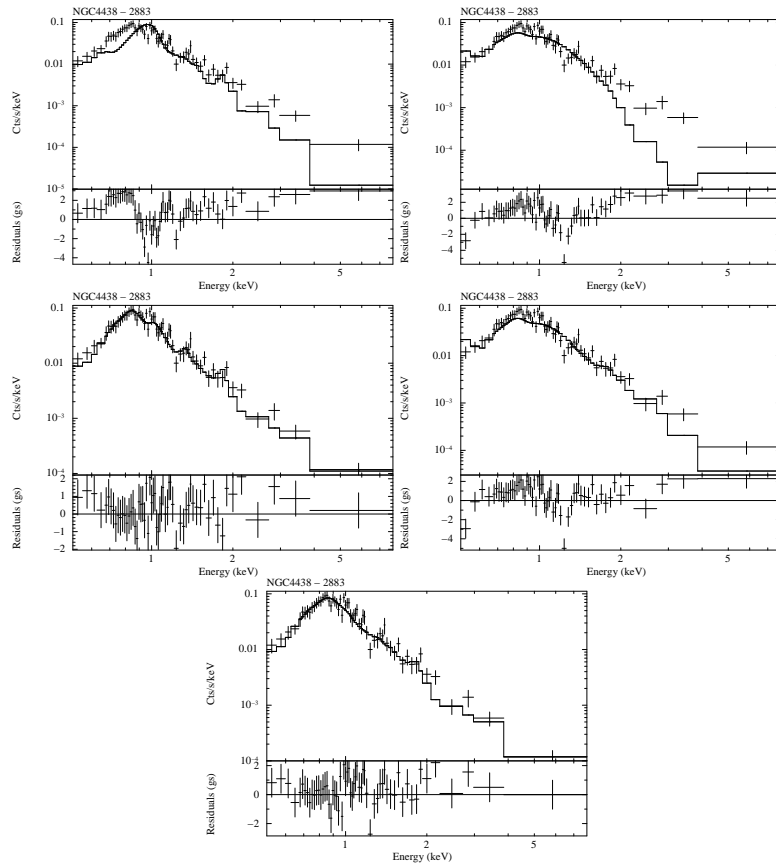 NGC4438 − 2883
0.1
0.01
10⁻³
10⁻⁴
10⁻⁵
Cts/s/keV
2
0
−2
−4
Residuals (gs)
1 2 5
Energy (keV)
NGC4438 − 2883
0.1
0.01
10⁻³
10⁻⁴
Cts/s/keV
2
0
−2
−4
Residuals (gs)
1 2 5
Energy (keV)
NGC4438 − 2883
0.1
0.01
10⁻³
10⁻⁴
Cts/s/keV
2
1
0
−1
−2
Residuals (gs)
1 2 5
Energy (keV)
NGC4438 − 2883
0.1
0.01
10⁻³
10⁻⁴
Cts/s/keV
2
0
−2
−4
Residuals (gs)
1 2 5
Energy (keV)
NGC4438 − 2883
0.1
0.01
10⁻³
10⁻⁴
Cts/s/keV
2
0
−2
Residuals (gs)
1 2 5
Energy (keV)